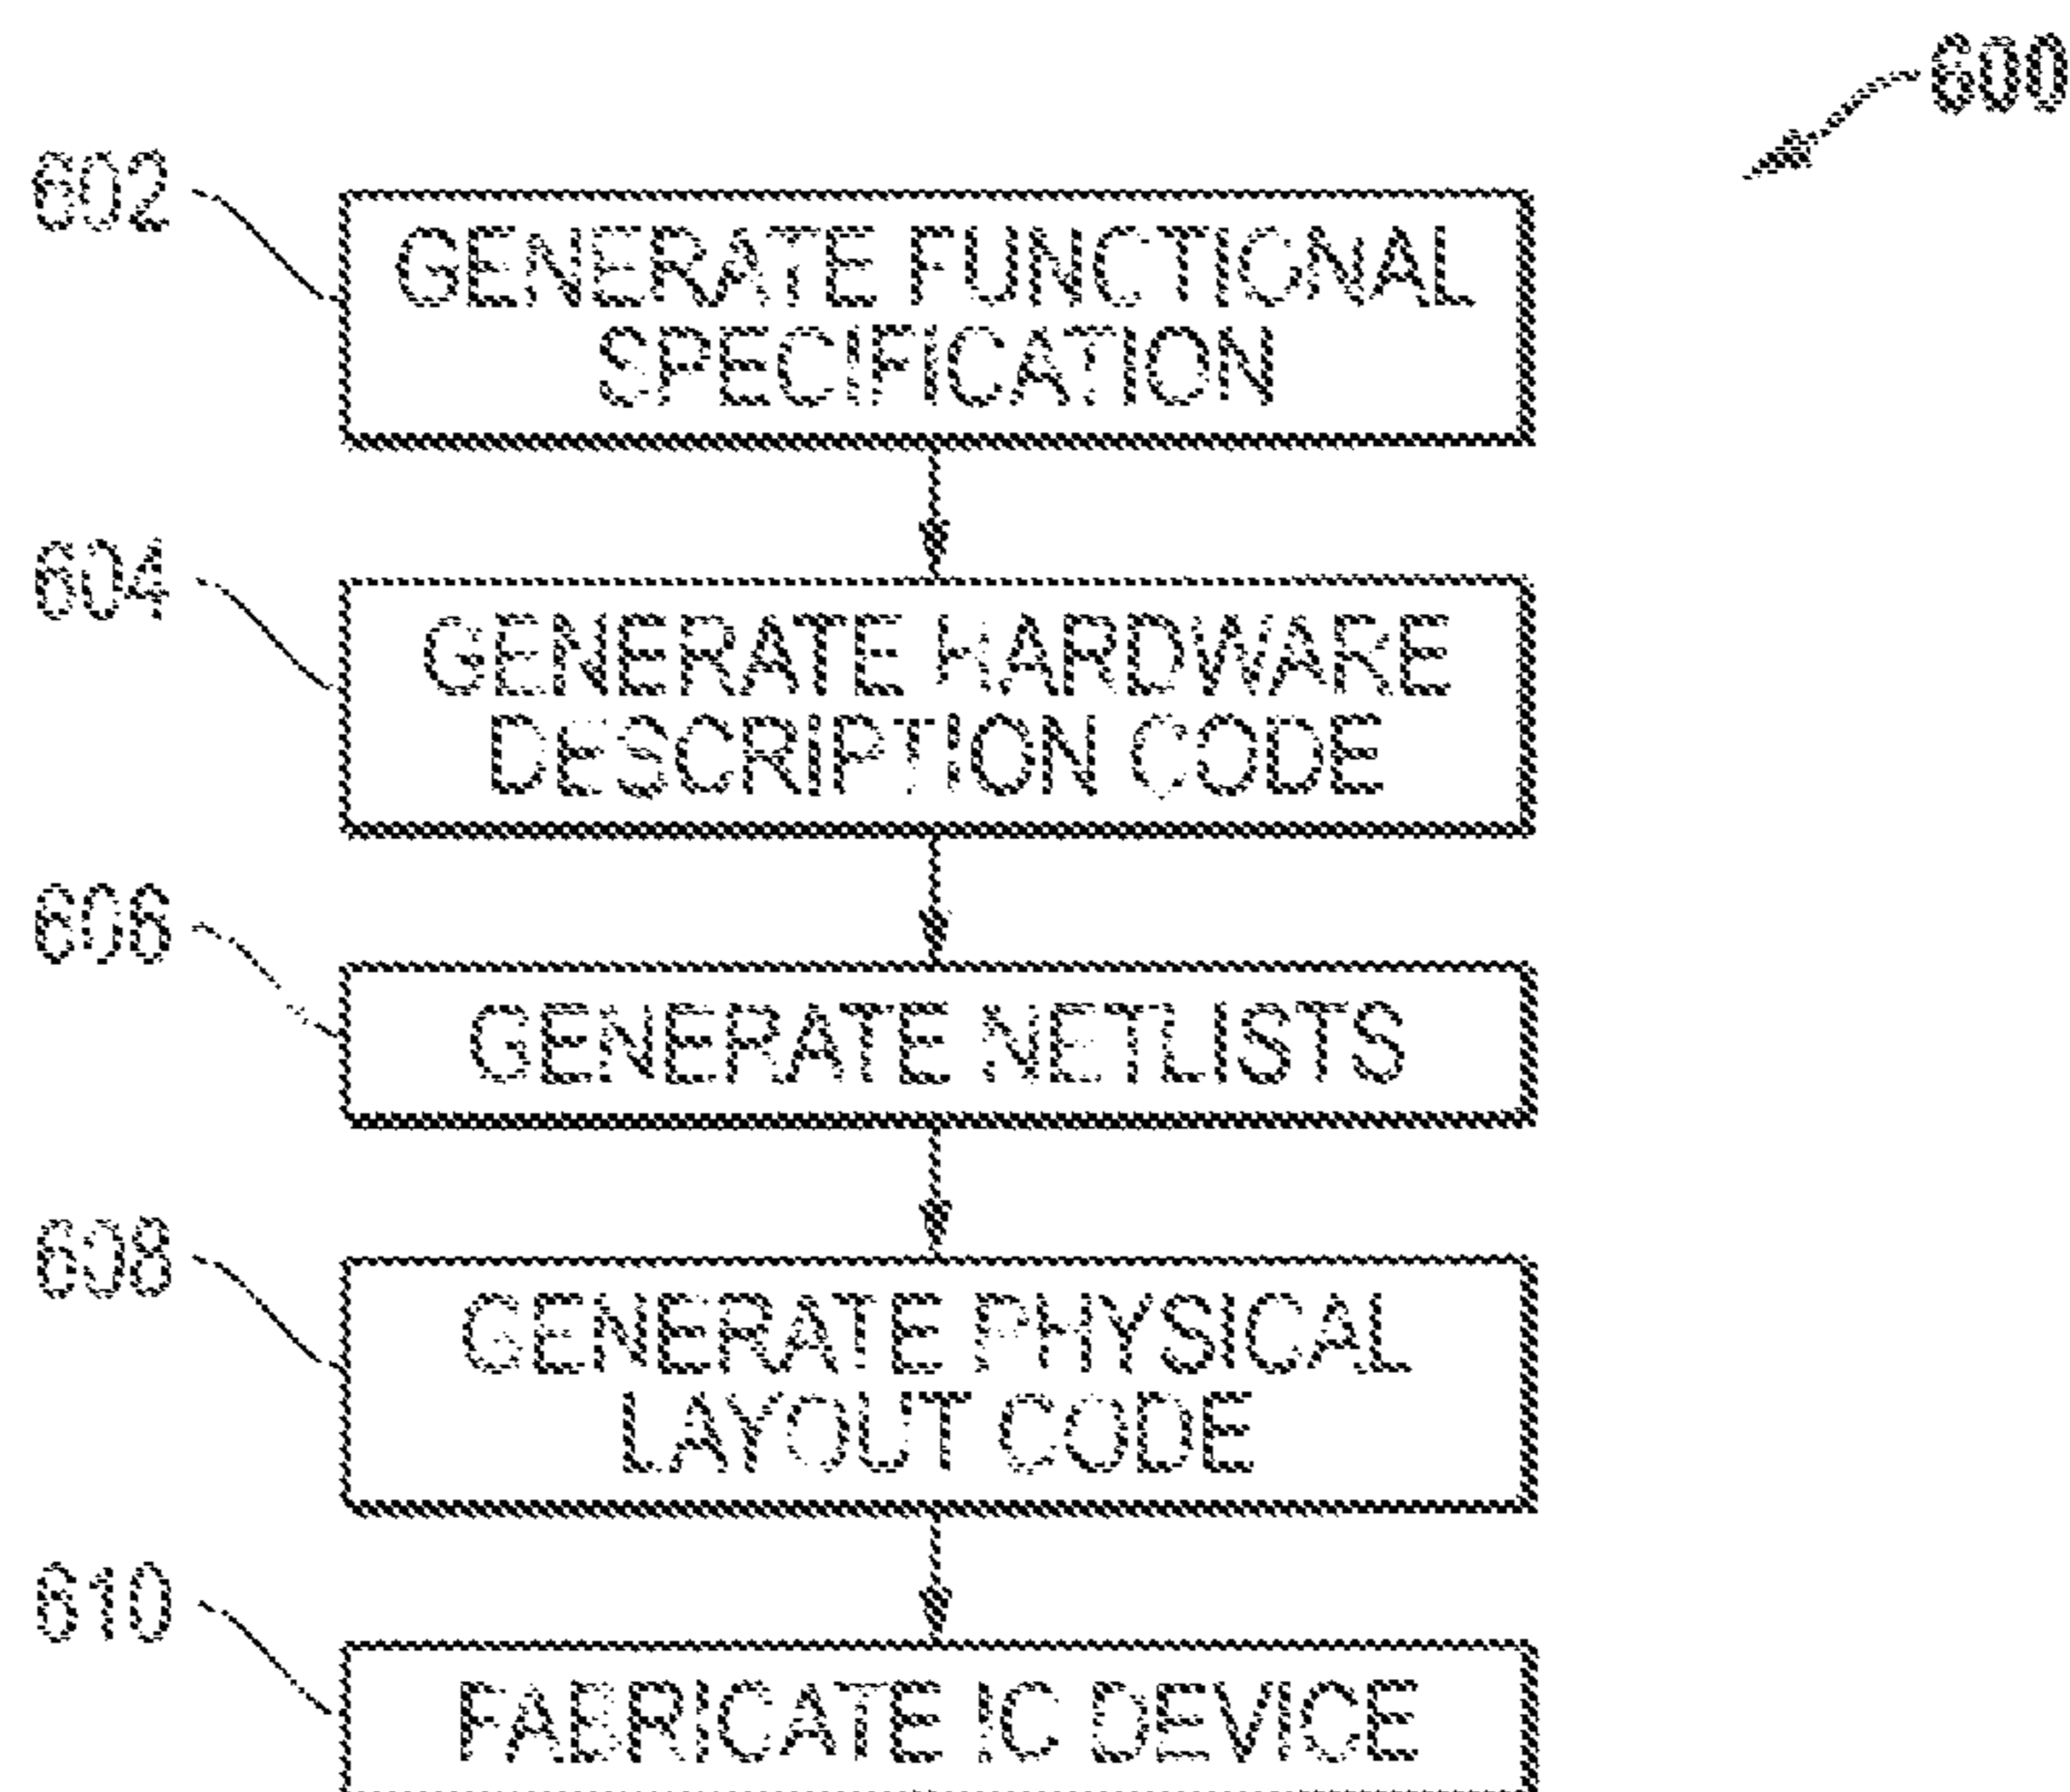 600
602
GENERATE FUNCTIONAL
SPECIFICATION
604
GENERATE HARDWARE
DESCRIPTION CODE
606
GENERATE NETLISTS
608
GENERATE PHYSICAL
LAYOUT CODE
610
FABRICATE IC DEVICE